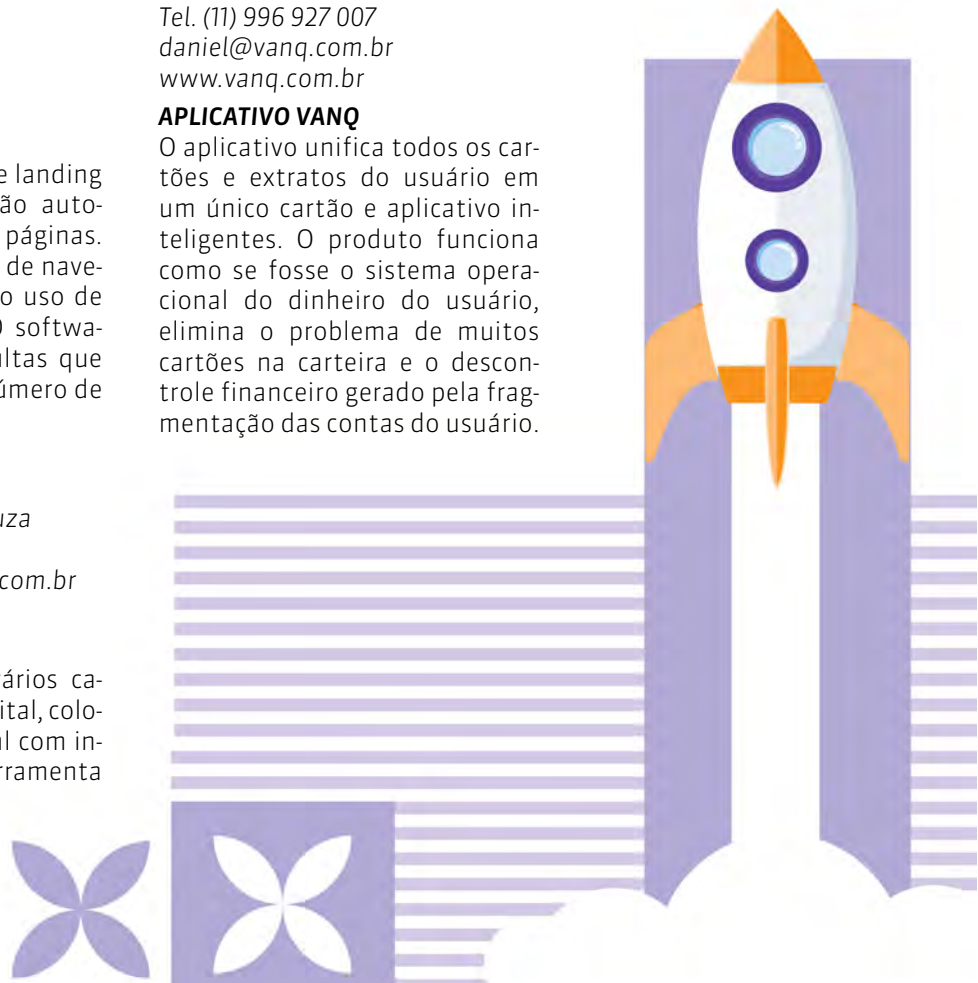 e landing
ão auto-
páginas.
de nave-
o uso de
softwa-
ultas que
úmero de
uza
com.br
ários ca-
ital, colo-
l com in-
rramenta
Tel. (11) 996 927 007
daniel@vanq.com.br
www.vanq.com.br
APLICATIVO VANQ
O aplicativo unifica todos os car-
tões e extratos do usuário em
um único cartão e aplicativo in-
teligentes. O produto funciona
como se fosse o sistema opera-
cional do dinheiro do usuário,
elimina o problema de muitos
cartões na carteira e o descon-
trole financeiro gerado pela frag-
mentação das contas do usuário.